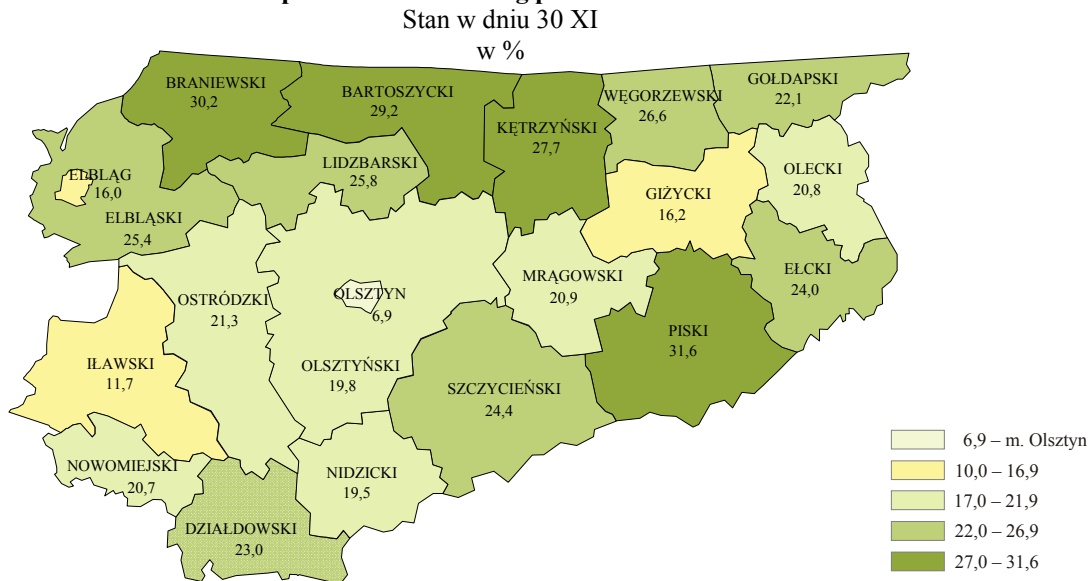 Stan w dniu 30 XI
w %
BRANIEWSKI
30,2
BARTOSZYCKI
29,2
KĘTRZYŃSKI
27,7
WĘGORZEWSKI
26,6
GOŁDAPSKI
22,1
ELBLĄG
16,0
LIDZBARSKI
25,8
GIŻYCKI
16,2
OLECKI
20,8
ELBLĄSKI
25,4
OSTRÓDZKI
21,3
OLSZTYN
6,9
MRĄGOWSKI
20,9
EŁCKI
24,0
IŁAWSKI
11,7
OLSZTYŃSKI
19,8
SZCZYCIEŃSKI
24,4
PISKI
31,6
NOWOMIEJSKI
20,7
NIDZICKI
19,5
DZIAŁDOWSKI
23,0
6,9 – m. Olsztyn
10,0 – 16,9
17,0 – 21,9
22,0 – 26,9
27,0 – 31,6